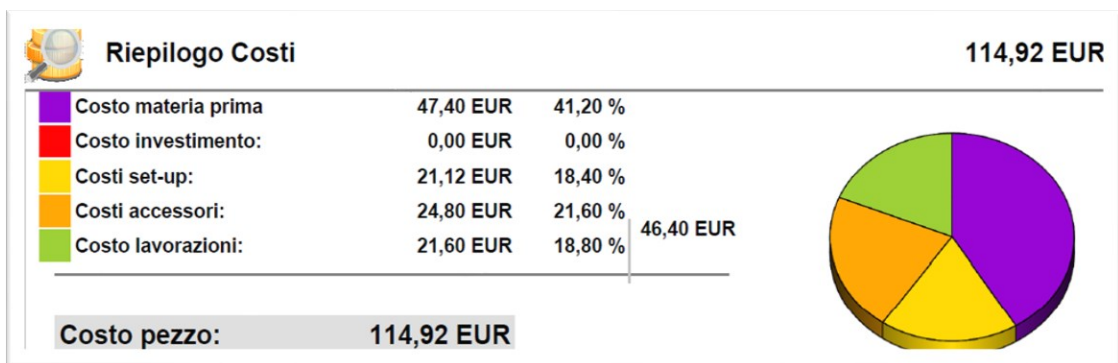 Riepilogo Costi 114,92 EUR
Costo materia prima 47,40 EUR 41,20 %
Costo investimento: 0,00 EUR 0,00 %
Costi set-up: 21,12 EUR 18,40 %
Costi accessori: 24,80 EUR 21,60 %
46,40 EUR
Costo lavorazioni: 21,60 EUR 18,80 %
Costo pezzo: 114,92 EUR